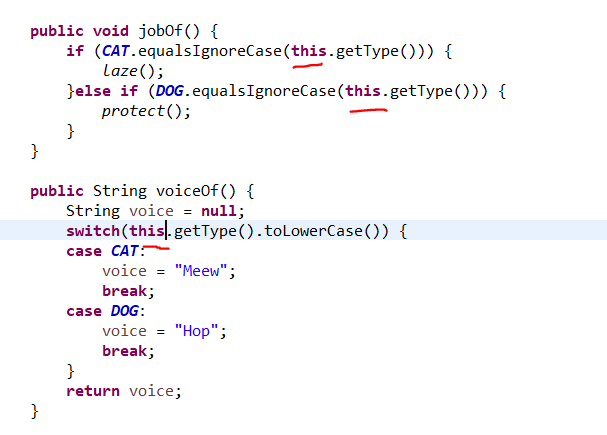 public void jobOf() {
if (CAT.equalsIgnoreCase(this.getType())) {
laze();
}else if (DOG.equalsIgnoreCase(this.getType())) {
protect();
}
}
public String voiceOf() {
String voice = null;
switch(this.getType().toLowerCase()) {
case CAT:
voice = "Meew";
break;
case DOG:
voice = "Hop";
break;
}
return voice;
}